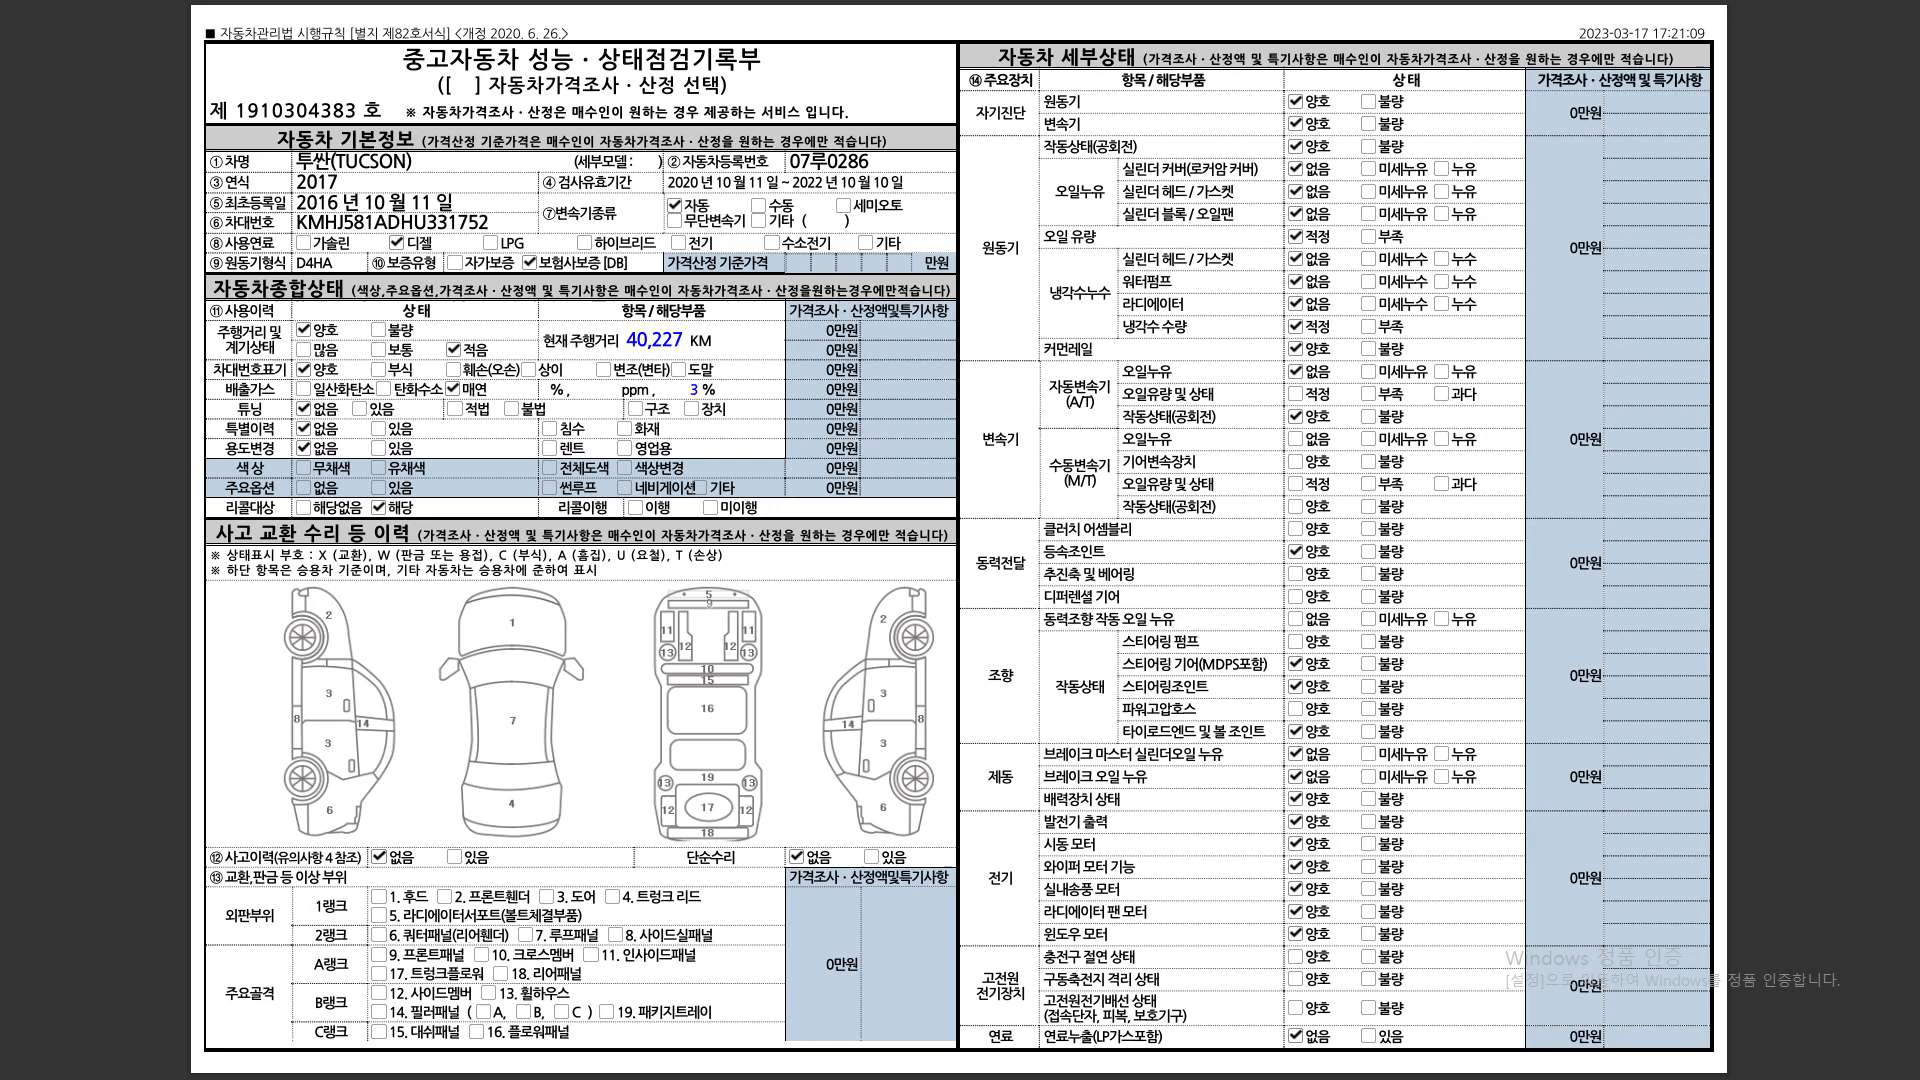 ■ 자동차관리법 시행규칙 [별지 제82호서식] <개정 2020. 6. 26.>
2023-03-17 17:21:09
중고자동차 성능 · 상태점검기록부
([ ] 자동차가격조사 · 산정 선택)
제 1910304383 호 ※ 자동차가격조사 · 산정은 매수인이 원하는 경우 제공하는 서비스 입니다.
자동차 기본정보 (가격산정 기준가격은 매수인이 자동차가격조사 · 산정을 원하는 경우에만 적습니다)
① 차명 투싼(TUCSON) (세부모델 : ) ② 자동차등록번호 07루0286
③ 연식 2017 ④ 검사유효기간 2020 년 10 월 11 일 ~ 2022 년 10 월 10 일
⑤ 최초등록일 2016 년 10 월 11 일 ⑦변속기종류 자동 수동 세미오토
⑥ 차대번호 KMHJ581ADHU331752 무단변속기 기타 ( )
⑧ 사용연료 가솔린 디젤 LPG 하이브리드 전기 수소전기 기타
⑨ 원동기형식 D4HA ⑩ 보증유형 자가보증 보험사보증 [DB] 가격산정 기준가격 만원
자동차종합상태 (색상,주요옵션,가격조사 · 산정액 및 특기사항은 매수인이 자동차가격조사 · 산정을원하는경우에만적습니다)
⑪ 사용이력 상 태 항목 / 해당부품 가격조사 · 산정액및특기사항
주행거리 및 계기상태 양호 불량 현재 주행거리 40,227 KM 0만원
많음 보통 적음 0만원
차대번호표기 양호 부식 훼손(오손) 상이 변조(변타) 도말 0만원
배출가스 일산화탄소 탄화수소 매연 % , ppm , 3 % 0만원
튜닝 없음 있음 적법 불법 구조 장치 0만원
특별이력 없음 있음 침수 화재 0만원
용도변경 없음 있음 렌트 영업용 0만원
색 상 무채색 유채색 전체도색 색상변경 0만원
주요옵션 없음 있음 썬루프 네비게이션 기타 0만원
리콜대상 해당없음 해당 리콜이행 이행 미이행
사고 교환 수리 등 이력 (가격조사 · 산정액 및 특기사항은 매수인이 자동차가격조사 · 산정을 원하는 경우에만 적습니다)
※ 상태표시 부호 : X (교환), W (판금 또는 용접), C (부식), A (흠집), U (요철), T (손상)
※ 하단 항목은 승용차 기준이며, 기타 자동차는 승용차에 준하여 표시
2 3 8 14 3 6
1 7 4
5 9 11 11 12 12 13 13 10 15 16 19 13 13 12 17 12 18
2 3 14 8 3 6
⑫ 사고이력(유의사항 4 참조) 없음 있음 단순수리 없음 있음
⑬ 교환,판금 등 이상 부위 가격조사 · 산정액및특기사항
외판부위 1랭크 1. 후드 2. 프론트휀더 3. 도어 4. 트렁크 리드
5. 라디에이터서포트(볼트체결부품)
2랭크 6. 쿼터패널(리어휀더) 7. 루프패널 8. 사이드실패널
주요골격 A랭크 9. 프론트패널 10. 크로스멤버 11. 인사이드패널 0만원
17. 트렁크플로워 18. 리어패널
B랭크 12. 사이드멤버 13. 휠하우스
14. 필러패널 ( A, B, C ) 19. 패키지트레이
C랭크 15. 대쉬패널 16. 플로워패널
자동차 세부상태 (가격조사 · 산정액 및 특기사항은 매수인이 자동차가격조사 · 산정을 원하는 경우에만 적습니다)
⑭ 주요장치 항목 / 해당부품 상 태 가격조사 · 산정액 및 특기사항
자기진단 원동기 양호 불량 0만원
변속기 양호 불량
원동기 작동상태(공회전) 양호 불량 0만원
오일누유 실린더 커버(로커암 커버) 없음 미세누유 누유
실린더 헤드 / 가스켓 없음 미세누유 누유
실린더 블록 / 오일팬 없음 미세누유 누유
오일 유량 적정 부족
냉각수누수 실린더 헤드 / 가스켓 없음 미세누수 누수
워터펌프 없음 미세누수 누수
라디에이터 없음 미세누수 누수
냉각수 수량 적정 부족
커먼레일 양호 불량
변속기 자동변속기 (A/T) 오일누유 없음 미세누유 누유 0만원
오일유량 및 상태 적정 부족 과다
작동상태(공회전) 양호 불량
수동변속기 (M/T) 오일누유 없음 미세누유 누유
기어변속장치 양호 불량
오일유량 및 상태 적정 부족 과다
작동상태(공회전) 양호 불량
동력전달 클러치 어셈블리 양호 불량 0만원
등속조인트 양호 불량
추진축 및 베어링 양호 불량
디퍼렌셜 기어 양호 불량
조향 동력조향 작동 오일 누유 없음 미세누유 누유 0만원
작동상태 스티어링 펌프 양호 불량
스티어링 기어(MDPS포함) 양호 불량
스티어링조인트 양호 불량
파워고압호스 양호 불량
타이로드엔드 및 볼 조인트 양호 불량
제동 브레이크 마스터 실린더오일 누유 없음 미세누유 누유 0만원
브레이크 오일 누유 없음 미세누유 누유
배력장치 상태 양호 불량
전기 발전기 출력 양호 불량 0만원
시동 모터 양호 불량
와이퍼 모터 기능 양호 불량
실내송풍 모터 양호 불량
라디에이터 팬 모터 양호 불량
윈도우 모터 양호 불량
고전원 전기장치 충전구 절연 상태 양호 불량 0만원
구동축전지 격리 상태 양호 불량
고전원전기배선 상태 (접속단자, 피복, 보호기구) 양호 불량
연료 연료누출(LP가스포함) 없음 있음 0만원
Windows 정품 인증
[설정]으로 이동하여 Windows를 정품 인증합니다.